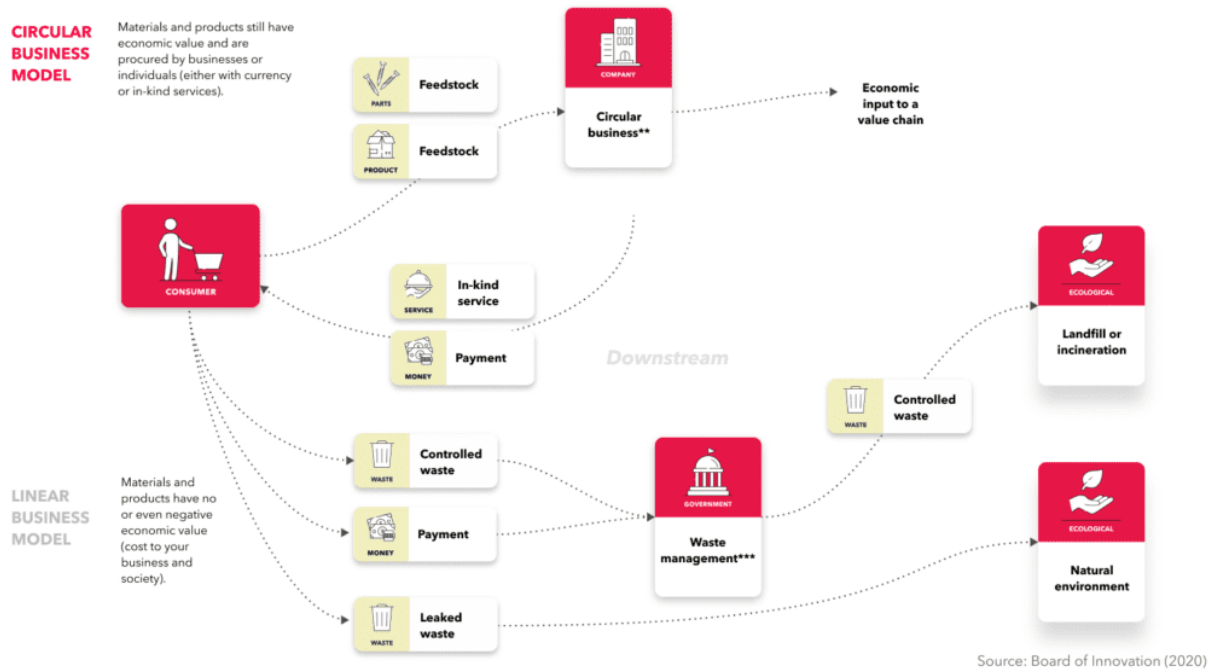 CIRCULAR
BUSINESS
MODEL
Materials and products still have
economic value and are
procured by businesses or
individuals (either with currency
or in-kind services).
PARTS
Feedstock
PRODUCT
Feedstock
COMPANY
Circular
business**
Economic
input to a
value chain
CONSUMER
SERVICE
In-kind
service
MONEY
Payment
Downstream
ECOLOGICAL
Landfill or
incineration
WASTE
Controlled
waste
LINEAR
BUSINESS
MODEL
Materials and
products have no
or even negative
economic value
(cost to your
business and
society).
WASTE
Controlled
waste
MONEY
Payment
WASTE
Leaked
waste
GOVERNMENT
Waste
management***
ECOLOGICAL
Natural
environment
Source: Board of Innovation (2020)